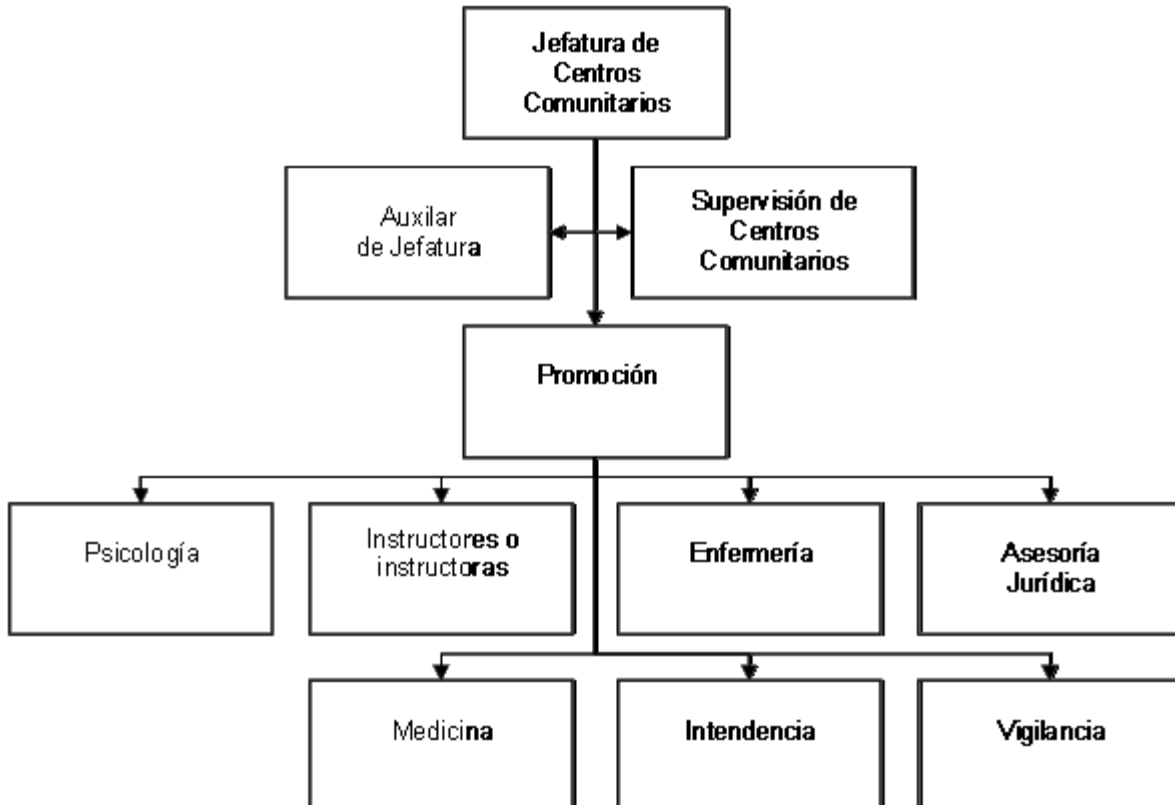 Jefatura de
Centros
Comunitarios
Auxilar
de Jefatura
Supervisión de
Centros
Comunitarios
Promoción
Psicología
Instructores o
instructoras
Enfermería
Asesoría
Jurídica
Medicina
Intendencia
Vigilancia